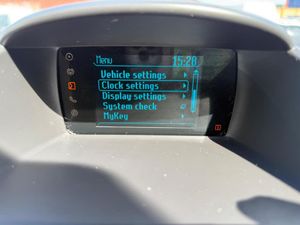 Menu 15:20
Vehicle settings
Clock settings
Display settings
System check
MyKey